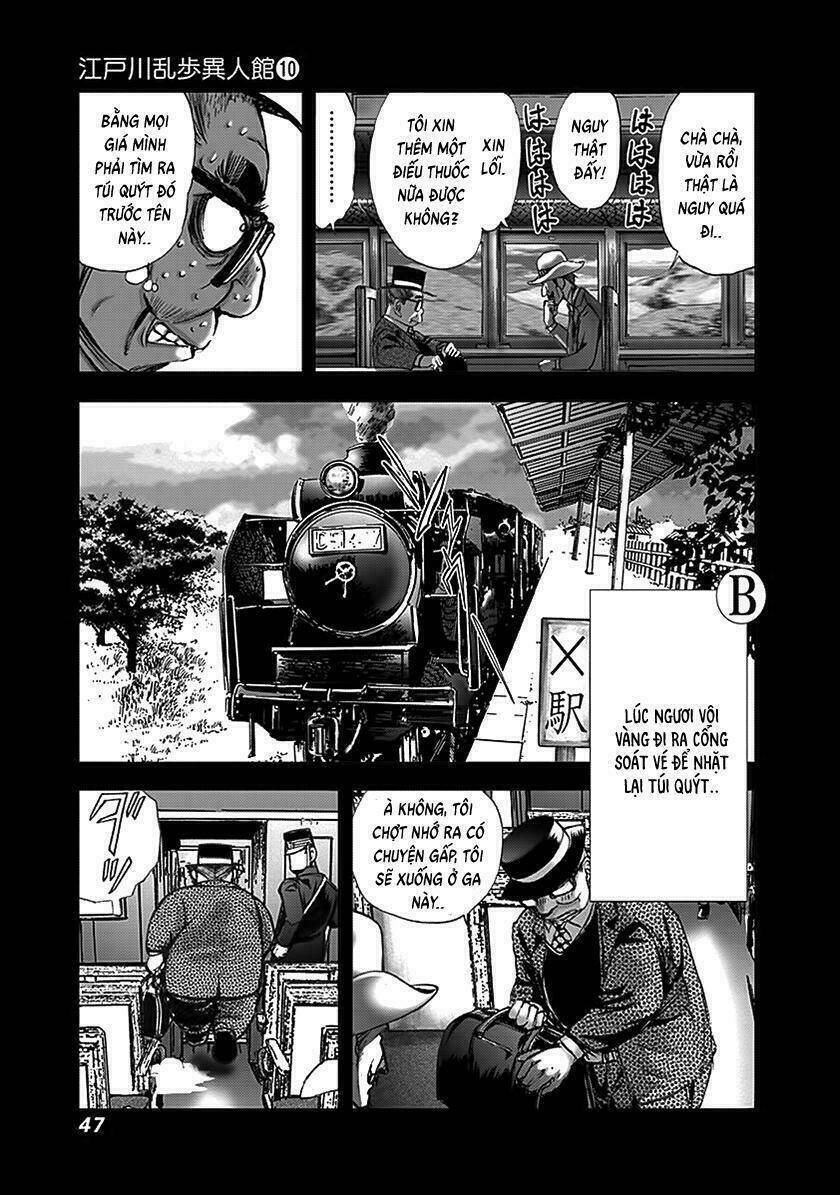 江戸川乱歩異人館⑩
CHÀ CHÀ,
VỪA RỒI
THẬT LÀ
NGUY QUÁ
ĐI..
はははは
NGUY
THẬT
ĐẤY!
はははは
XIN
LỖI.
TÔI XIN
THÊM MỘT
ĐIẾU THUỐC
NỮA ĐƯỢC
KHÔNG?
BẰNG MỌI
GIÁ MÌNH
PHẢI TÌM RA
TÚI QUÝT ĐÓ
TRƯỚC TÊN
NÀY..
B
LÚC NGƯƠI VỘI
VÀNG ĐI RA CỔNG
SOÁT VÉ ĐỂ NHẶT
LẠI TÚI QUÝT..
×駅
À KHÔNG, TÔI
CHỢT NHỚ RA CÓ
CHUYỆN GẤP, TÔI
SẼ XUỐNG Ở GA
NÀY..
ダッ
47